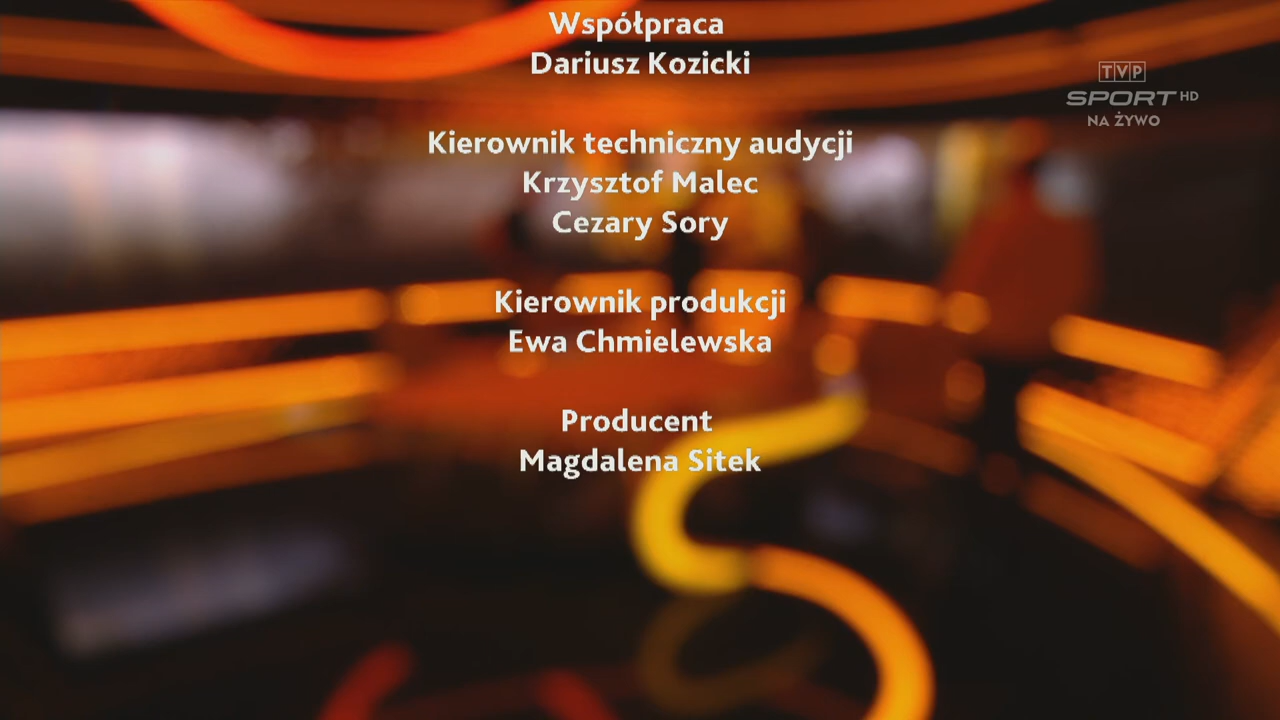 Współpraca
Dariusz Kozicki
TVP
SPORT HD
NA ŻYWO
Kierownik techniczny audycji
Krzysztof Malec
Cezary Sory
Kierownik produkcji
Ewa Chmielewska
Producent
Magdalena Sitek